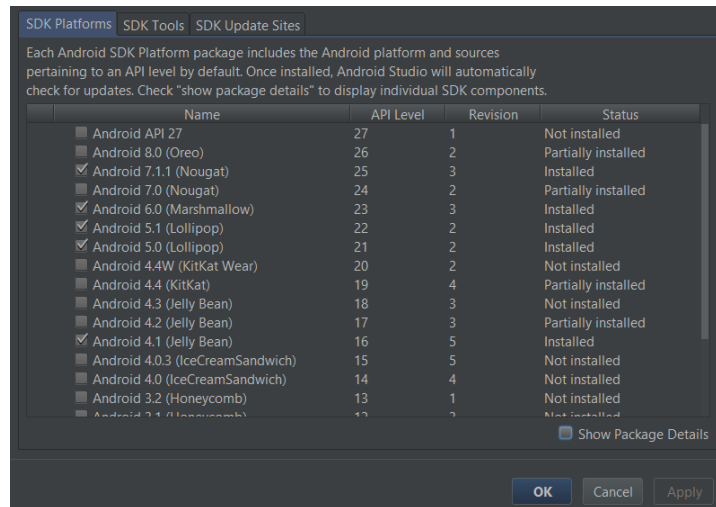 SDK Platforms SDK Tools SDK Update Sites
Each Android SDK Platform package includes the Android platform and sources
pertaining to an API level by default. Once installed, Android Studio will automatically
check for updates. Check "show package details" to display individual SDK components.
Name API Level Revision Status
Android API 27 27 1 Not installed
Android 8.0 (Oreo) 26 2 Partially installed
Android 7.1.1 (Nougat) 25 3 Installed
Android 7.0 (Nougat) 24 2 Partially installed
Android 6.0 (Marshmallow) 23 3 Installed
Android 5.1 (Lollipop) 22 2 Installed
Android 5.0 (Lollipop) 21 2 Installed
Android 4.4W (KitKat Wear) 20 2 Not installed
Android 4.4 (KitKat) 19 4 Partially installed
Android 4.3 (Jelly Bean) 18 3 Not installed
Android 4.2 (Jelly Bean) 17 3 Partially installed
Android 4.1 (Jelly Bean) 16 5 Installed
Android 4.0.3 (IceCreamSandwich) 15 5 Not installed
Android 4.0 (IceCreamSandwich) 14 4 Not installed
Android 3.2 (Honeycomb) 13 1 Not installed
Android 3.1 (Honeycomb) 12 3 Not installed
Show Package Details
OK Cancel Apply